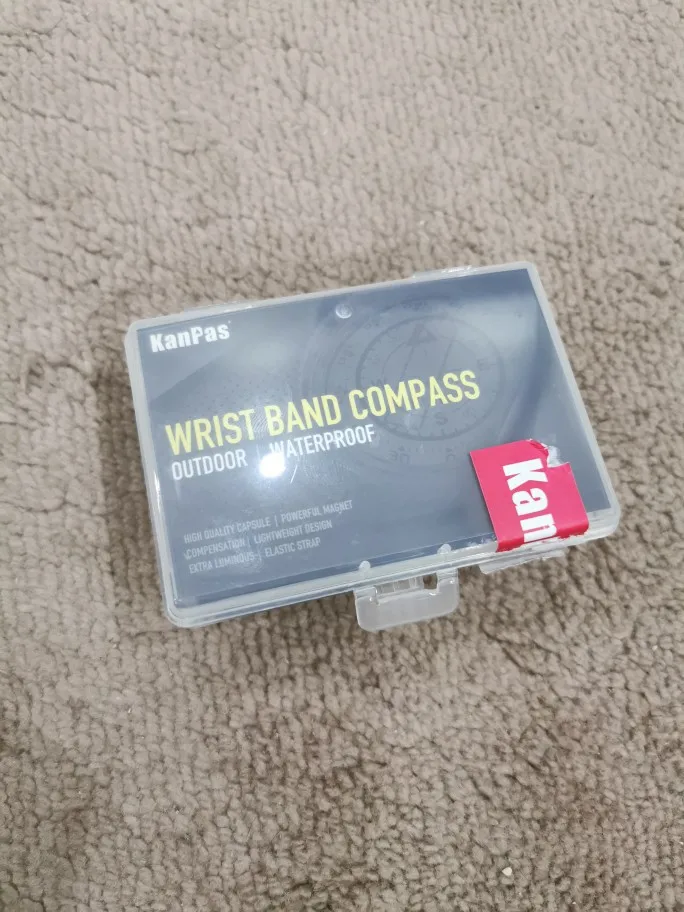 KanPas
WRIST BAND COMPASS
OUTDOOR | WATERPROOF
HIGH QUALITY CAPSULE | POWERFUL MAGNET
COMPENSATION | LIGHTWEIGHT DESIGN
EXTRA LUMINOUS | ELASTIC STRAP
Kan